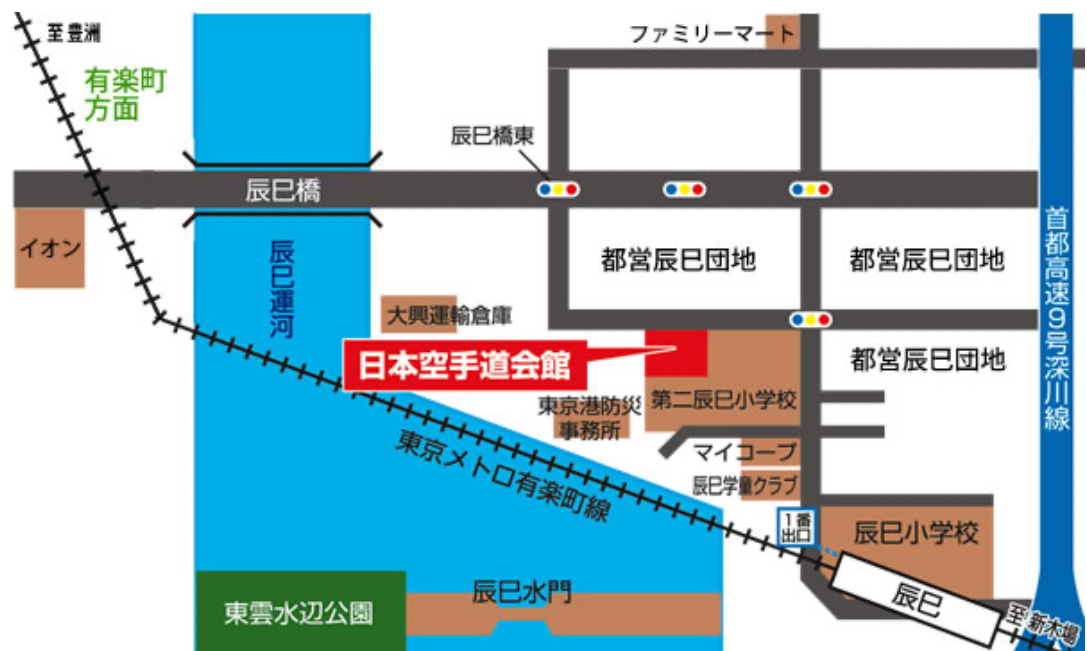 至豊洲
有楽町
方面
ファミリーマート
辰巳橋東
辰巳橋
イオン
辰巳運河
都営辰巳団地
都営辰巳団地
首都高速9号深川線
大興運輸倉庫
日本空手道会館
都営辰巳団地
東京港防災
事務所
第二辰巳小学校
マイコープ
辰巳学童クラブ
東京メトロ有楽町線
1番
出口
辰巳小学校
東雲水辺公園
辰巳水門
辰巳
至新木場